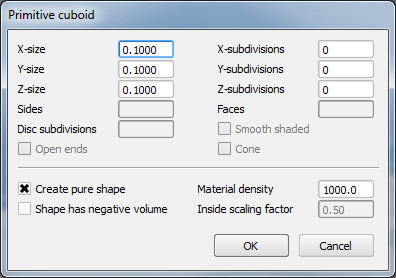 Primitive cuboid
X-size 0.1000 X-subdivisions 0
Y-size 0.1000 Y-subdivisions 0
Z-size 0.1000 Z-subdivisions 0
Sides Faces
Disc subdivisions Smooth shaded
Open ends Cone
Create pure shape Material density 1000.0
Shape has negative volume Inside scaling factor 0.50
OK Cancel